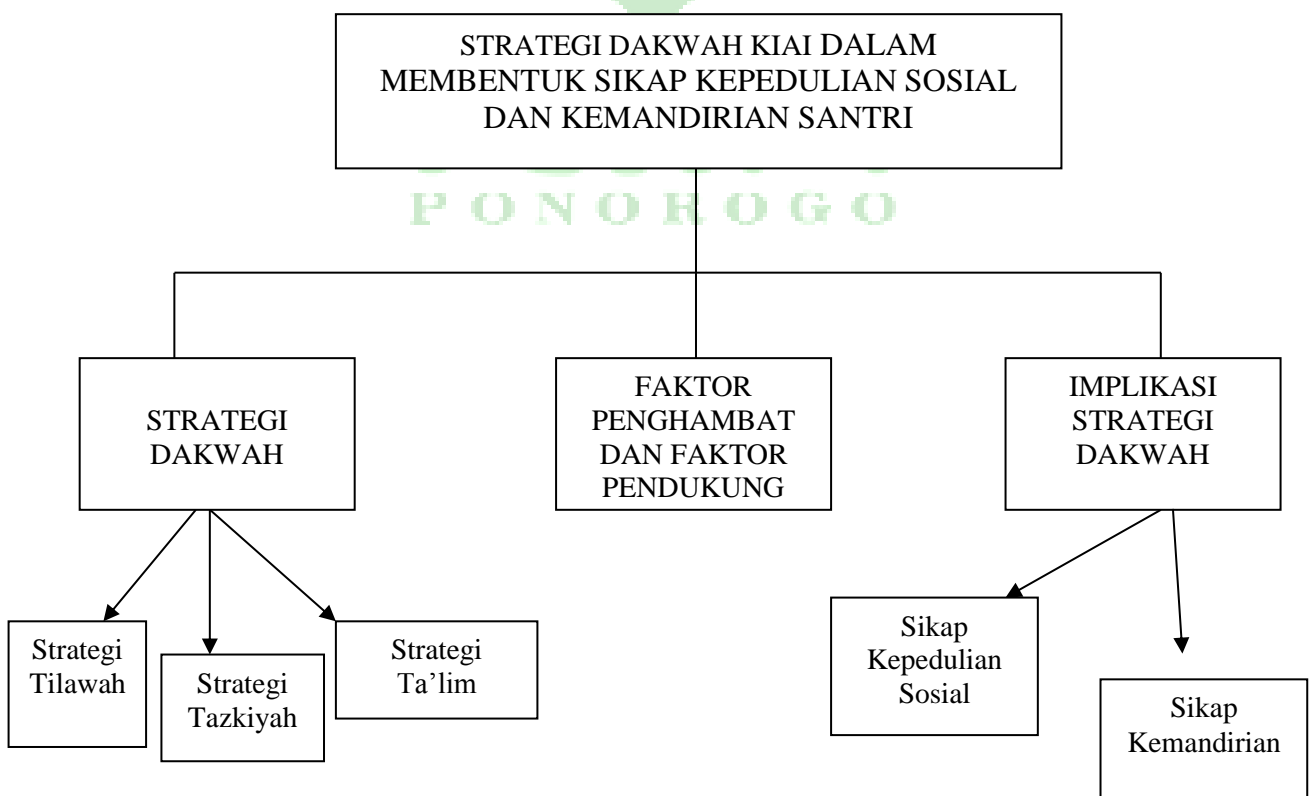 STRATEGI DAKWAH KIAI DALAM
MEMBENTUK SIKAP KEPEDULIAN SOSIAL
DAN KEMANDIRIAN SANTRI
PONOROGO
STRATEGI
DAKWAH
FAKTOR
PENGHAMBAT
DAN FAKTOR
PENDUKUNG
IMPLIKASI
STRATEGI
DAKWAH
Strategi
Tilawah
Strategi
Tazkiyah
Strategi
Ta’lim
Sikap
Kepedulian
Sosial
Sikap
Kemandirian